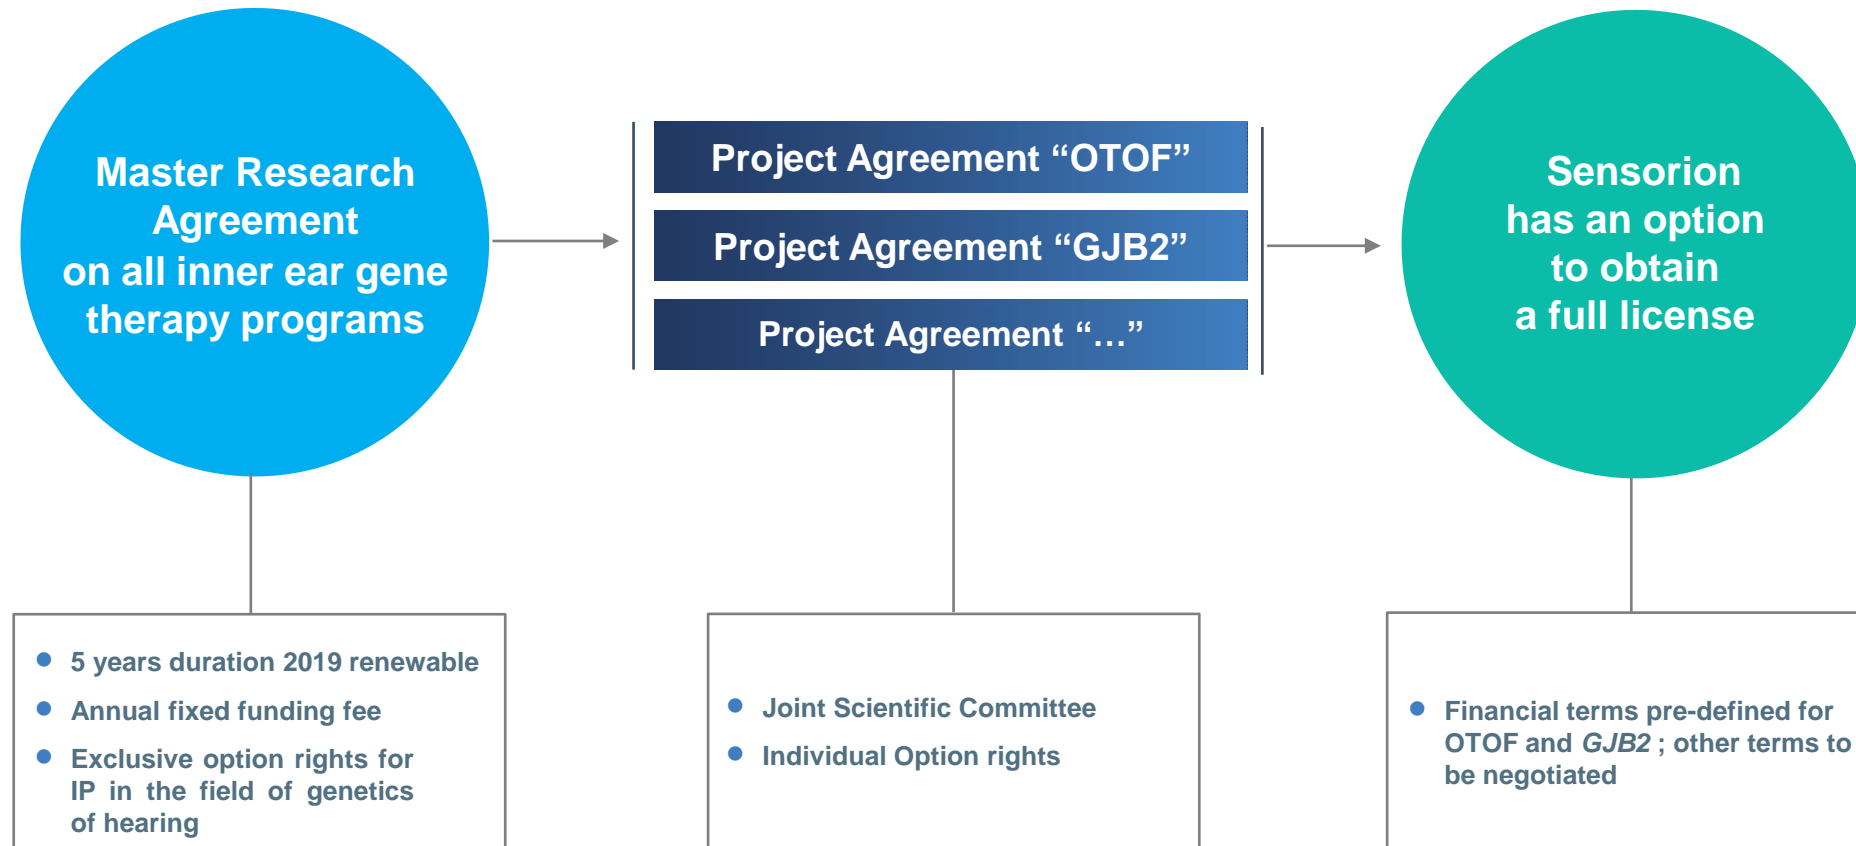 Master Research
Agreement
on all inner ear gene
therapy programs
Project Agreement “OTOF”
Project Agreement “GJB2”
Project Agreement “...”
Sensorion
has an option
to obtain
a full license
5 years duration 2019 renewable
Annual fixed funding fee
Exclusive option rights for
IP in the field of genetics
of hearing
Joint Scientific Committee
Individual Option rights
Financial terms pre-defined for
OTOF and GJB2 ; other terms to
be negotiated